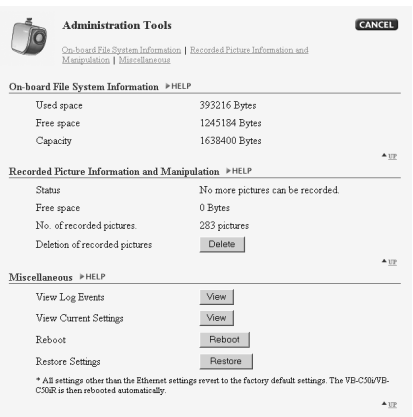 Administration Tools
CANCEL
On-board File System Information | Recorded Picture Information and
Manipulation | Miscellaneous
On-board File System Information ▶HELP
Used space 393216 Bytes
Free space 1245184 Bytes
Capacity 1638400 Bytes
▲UP
Recorded Picture Information and Manipulation ▶HELP
Status No more pictures can be recorded.
Free space 0 Bytes
No. of recorded pictures. 283 pictures
Deletion of recorded pictures Delete
▲UP
Miscellaneous ▶HELP
View Log Events View
View Current Settings View
Reboot Reboot
Restore Settings Restore
* All settings other than the Ethernet settings revert to the factory default settings. The VB-C50i/VB-
C50iR is then rebooted automatically.
▲UP